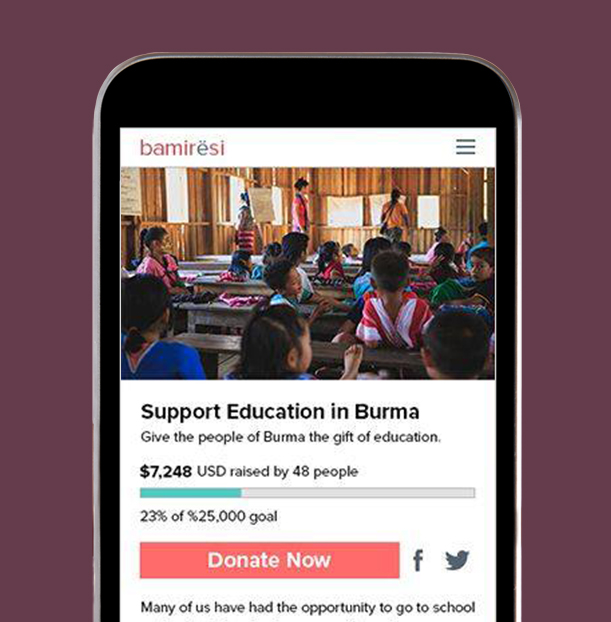 bamirësi
Support Education in Burma
Give the people of Burma the gift of education.
$7,248 USD raised by 48 people
23% of %25,000 goal
Donate Now
Many of us have had the opportunity to go to school